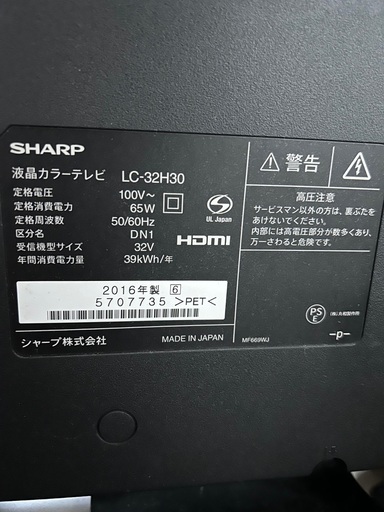 SHARP
液晶カラーテレビ LC-32H30
定格電圧 100V～
定格消費電力 65W
定格周波数 50/60Hz
区分名 DN1
受信機型サイズ 32V
年間消費電力量 39kWh/年
UL Japan
HDMI
2016年製 6
5707735 >PET<
シャープ株式会社 MADE IN JAPAN
警告
高圧注意
サービスマン以外の方は、裏ぶたを
あけないでください。
内部には高電圧部分が数多くあり、
万一さわると危険です。
PS
E
-p-
MF669WJ